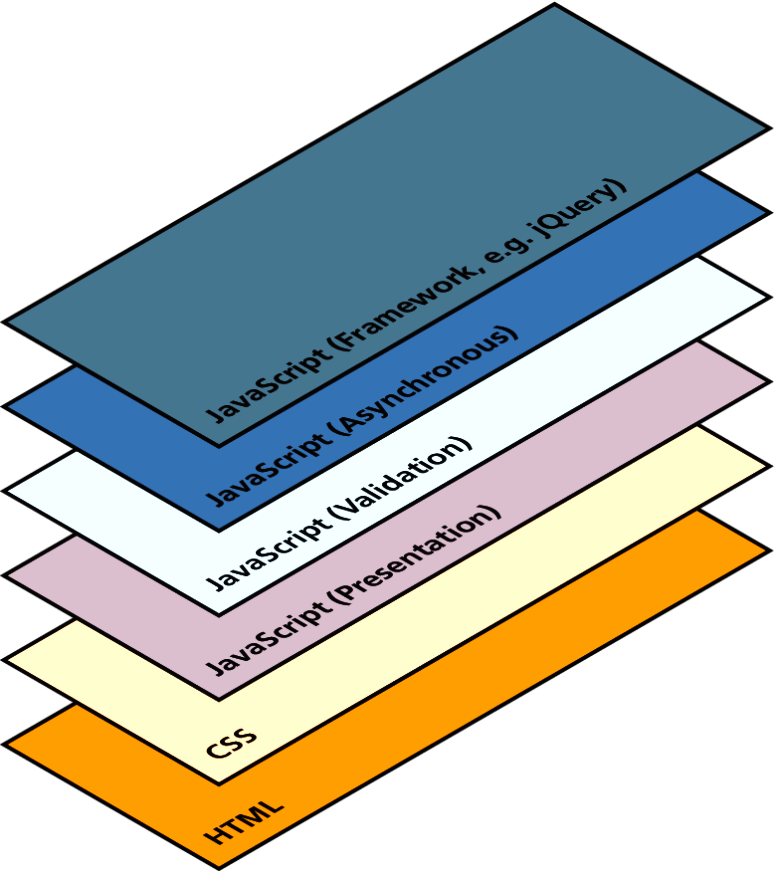 JavaScript (Framework, e.g. jQuery)
JavaScript (Asynchronous)
JavaScript (Validation)
JavaScript (Presentation)
CSS
HTML